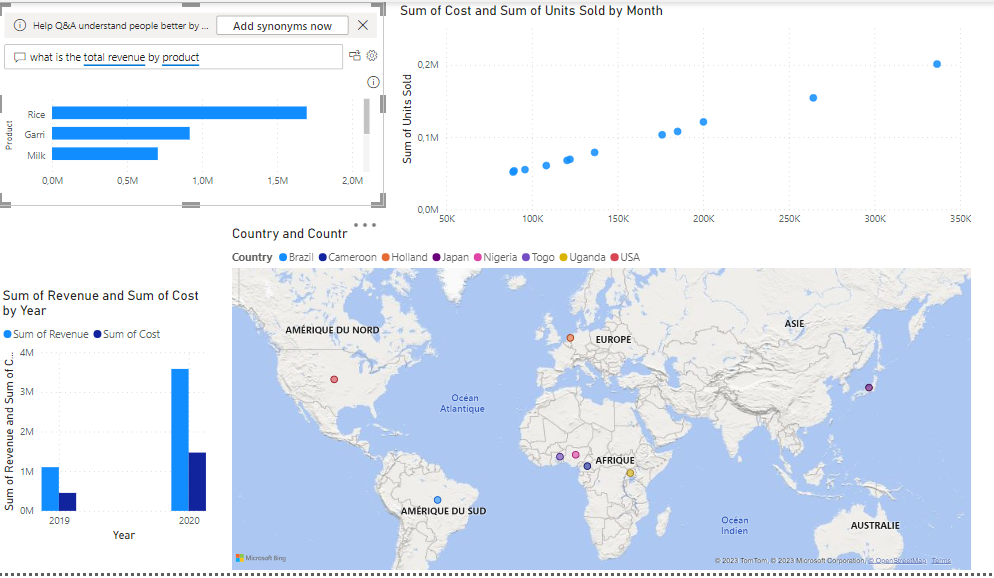 Help Q&A understand people better by ...
Add synonyms now
what is the total revenue by product
Product
Rice
Garri
Milk
0,0M 0,5M 1,0M 1,5M 2,0M
Sum of Cost and Sum of Units Sold by Month
Sum of Units Sold
0,2M
0,1M
0,0M
50K 100K 150K 200K 250K 300K 350K
Country and Countr
Country Brazil Cameroon Holland Japan Nigeria Togo Uganda USA
AMÉRIQUE DU NORD
EUROPE
ASIE
Océan
Atlantique
AFRIQUE
AMÉRIQUE DU SUD
Océan
Indien
AUSTRALIE
Microsoft Bing
© 2023 TomTom, © 2023 Microsoft Corporation, © OpenStreetMap Terms
Sum of Revenue and Sum of Cost
by Year
Sum of Revenue Sum of Cost
Sum of Revenue and Sum of C...
4M
3M
2M
1M
0M
2019 2020
Year